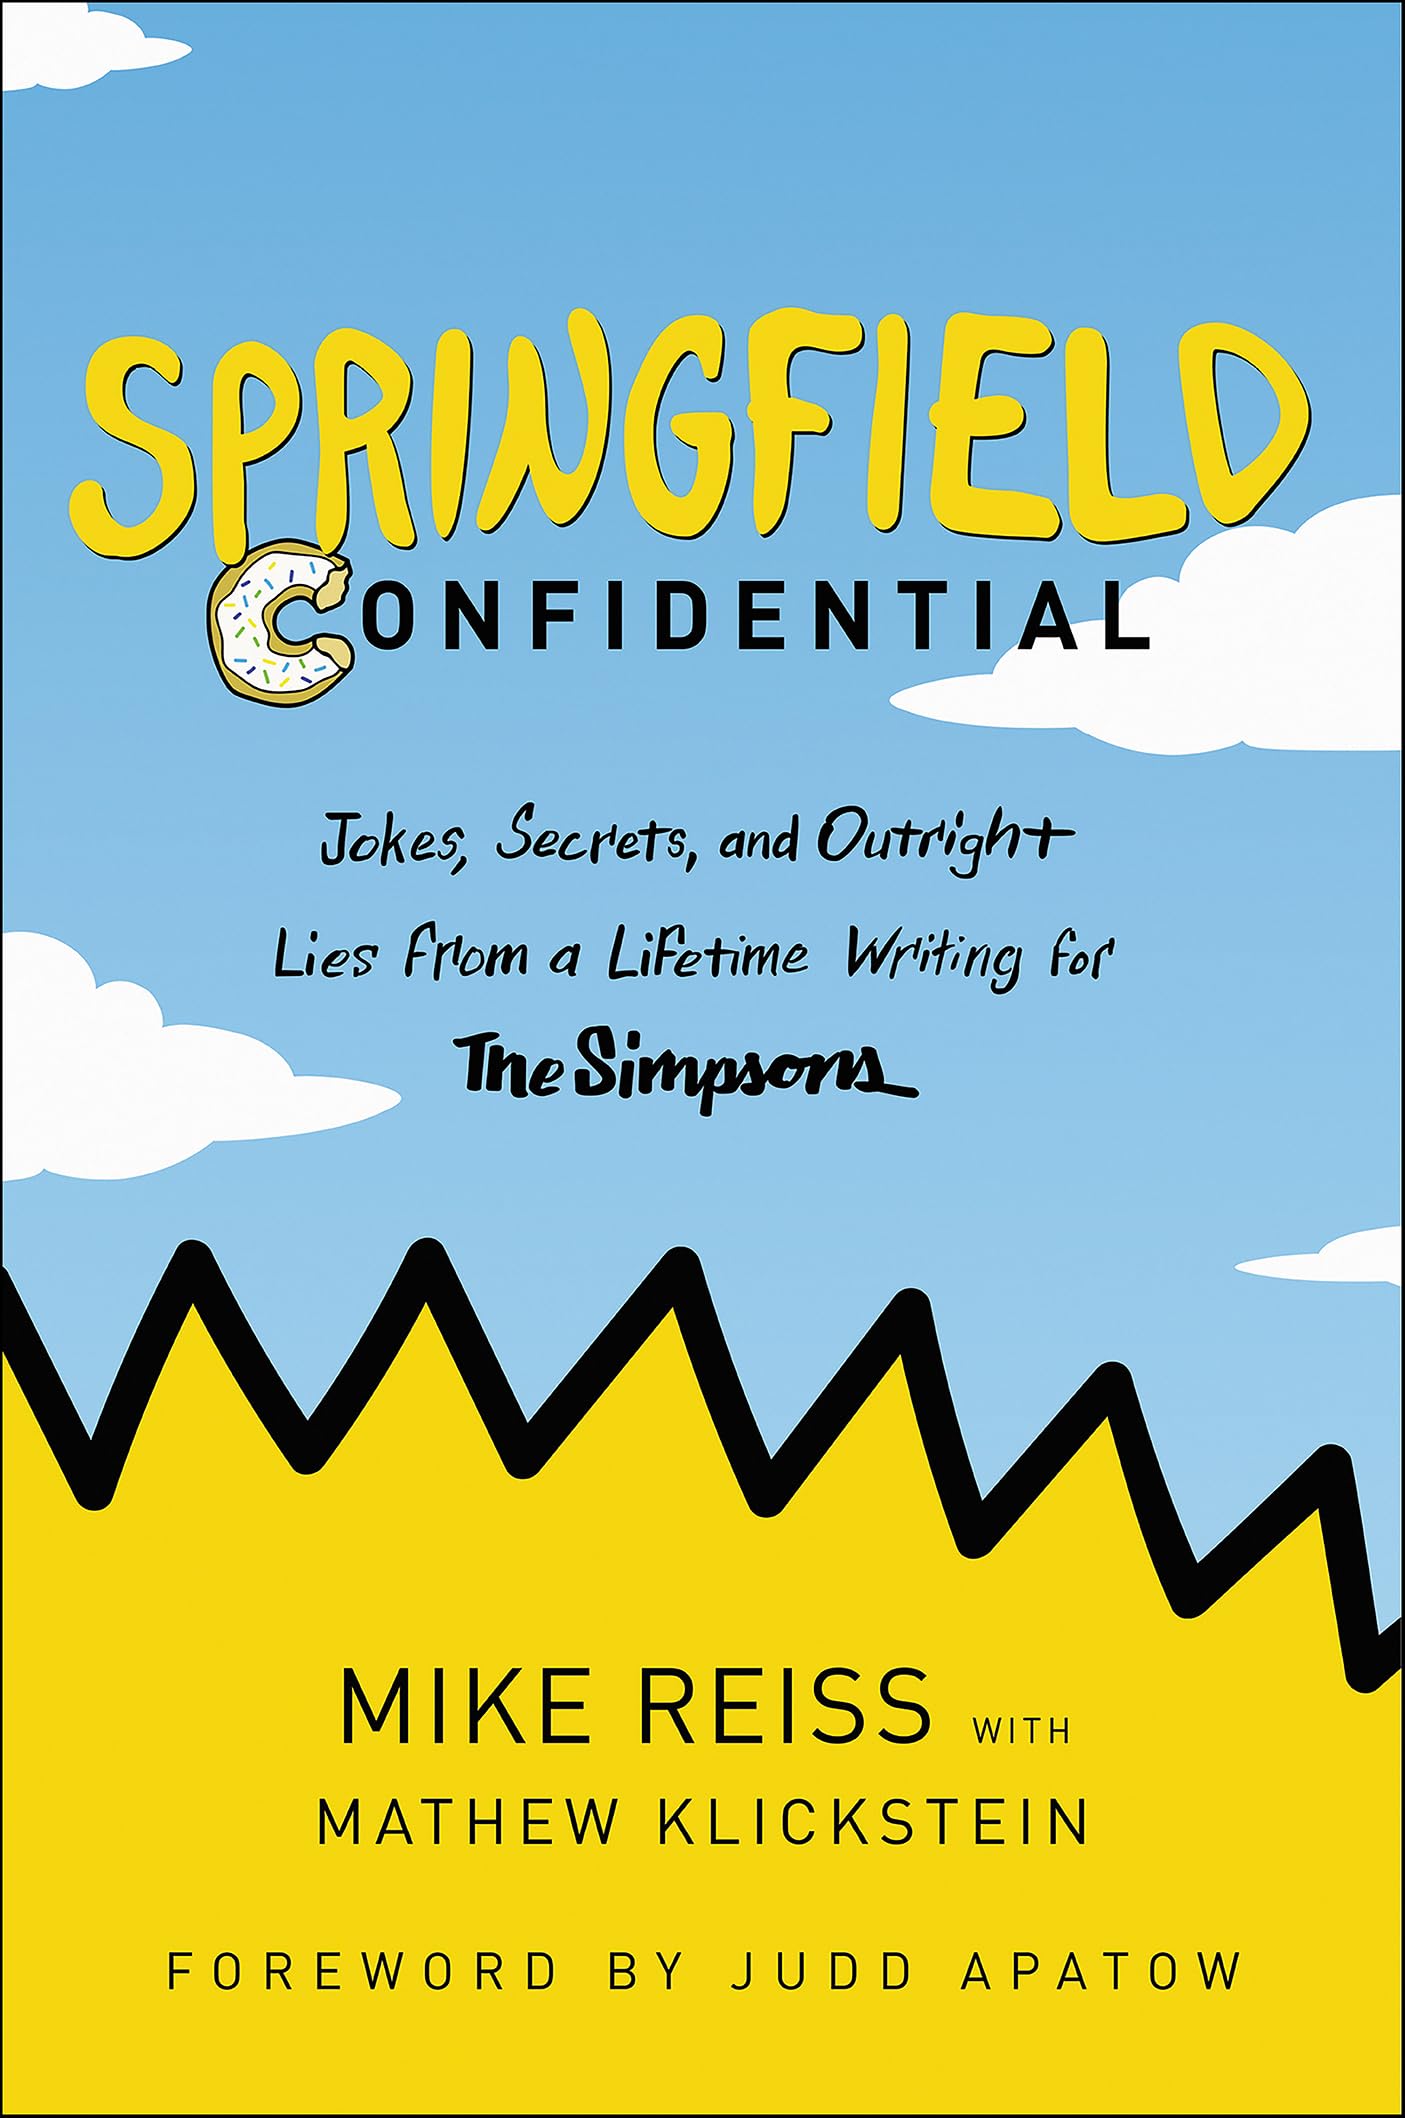 SPRINGFIELD
CONFIDENTIAL
Jokes, Secrets, and Outright
Lies from a Lifetime Writing for
The Simpsons
MIKE REISS WITH
MATHEW KLICKSTEIN
FOREWORD BY JUDD APATOW